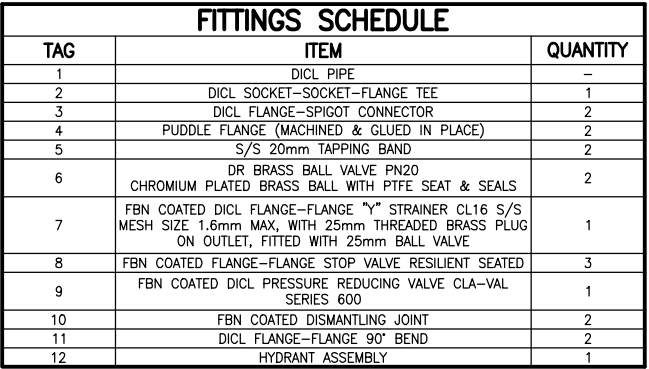 FITTINGS SCHEDULE
TAG ITEM QUANTITY
1 DICL PIPE –
2 DICL SOCKET–SOCKET–FLANGE TEE 1
3 DICL FLANGE–SPIGOT CONNECTOR 2
4 PUDDLE FLANGE (MACHINED & GLUED IN PLACE) 2
5 S/S 20mm TAPPING BAND 2
6 DR BRASS BALL VALVE PN20
CHROMIUM PLATED BRASS BALL WITH PTFE SEAT & SEALS 2
7 FBN COATED DICL FLANGE–FLANGE "Y" STRAINER CL16 S/S
MESH SIZE 1.6mm MAX, WITH 25mm THREADED BRASS PLUG
ON OUTLET, FITTED WITH 25mm BALL VALVE 1
8 FBN COATED FLANGE–FLANGE STOP VALVE RESILIENT SEATED 3
9 FBN COATED DICL PRESSURE REDUCING VALVE CLA–VAL
SERIES 600 1
10 FBN COATED DISMANTLING JOINT 2
11 DICL FLANGE–FLANGE 90° BEND 2
12 HYDRANT ASSEMBLY 1